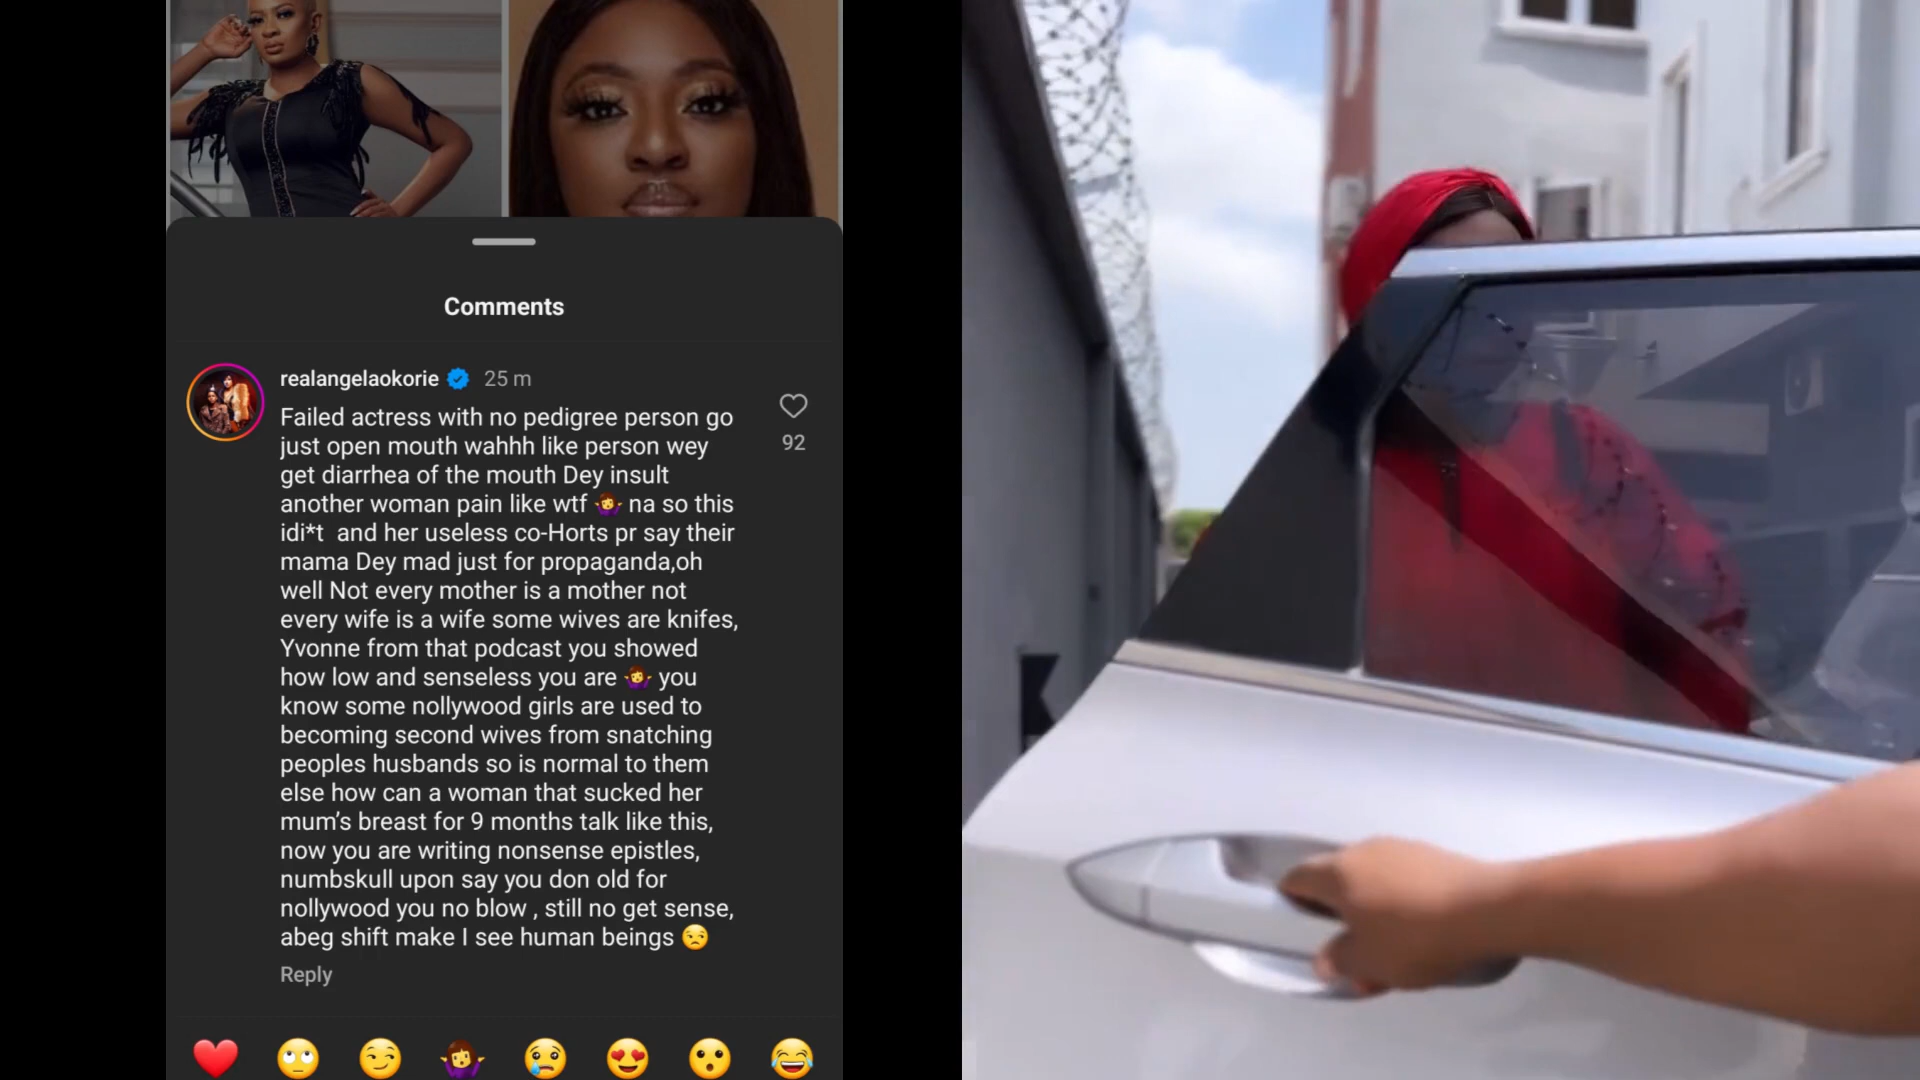 Comments
realangelaokorie 25 m
Failed actress with no pedigree person go
just open mouth wahhh like person wey
get diarrhea of the mouth Dey insult
another woman pain like wtf 🤷‍♀️ na so this
idi*t  and her useless co-Horts pr say their
mama Dey mad just for propaganda,oh
well Not every mother is a mother not
every wife is a wife some wives are knifes,
Yvonne from that podcast you showed
how low and senseless you are 🤷‍♀️ you
know some nollywood girls are used to
becoming second wives from snatching
peoples husbands so is normal to them
else how can a woman that sucked her
mum’s breast for 9 months talk like this,
now you are writing nonsense epistles,
numbskull upon say you don old for
nollywood you no blow , still no get sense,
abeg shift make I see human beings 😒
92
Reply